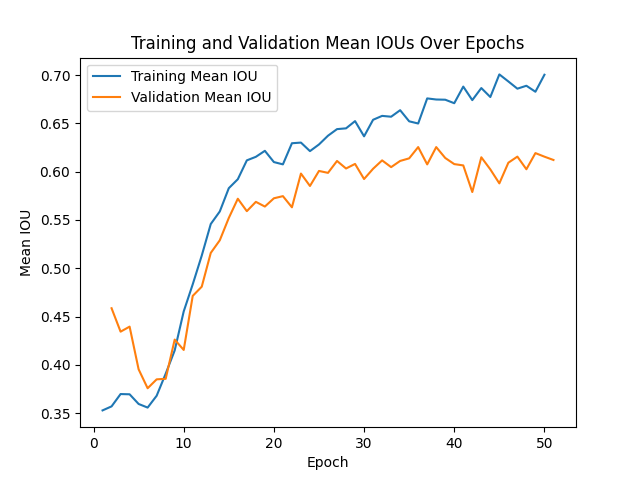 Training and Validation Mean IOUs Over Epochs
Training Mean IOU
Validation Mean IOU
0.70
0.65
0.60
0.55
0.50
0.45
0.40
0.35
Mean IOU
0 10 20 30 40 50
Epoch